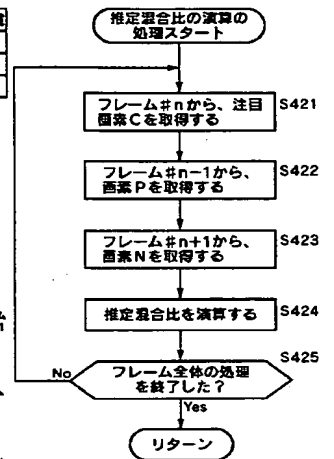 推定混合比の演算の
処理スタート
フレーム#nから、注目
画素Cを取得する
S421
フレーム#n-1から、
画素Pを取得する
S422
フレーム#n+1から、
画素Nを取得する
S423
推定混合比を演算する
S424
S425
フレーム全体の処理
を終了した?
No
Yes
リターン